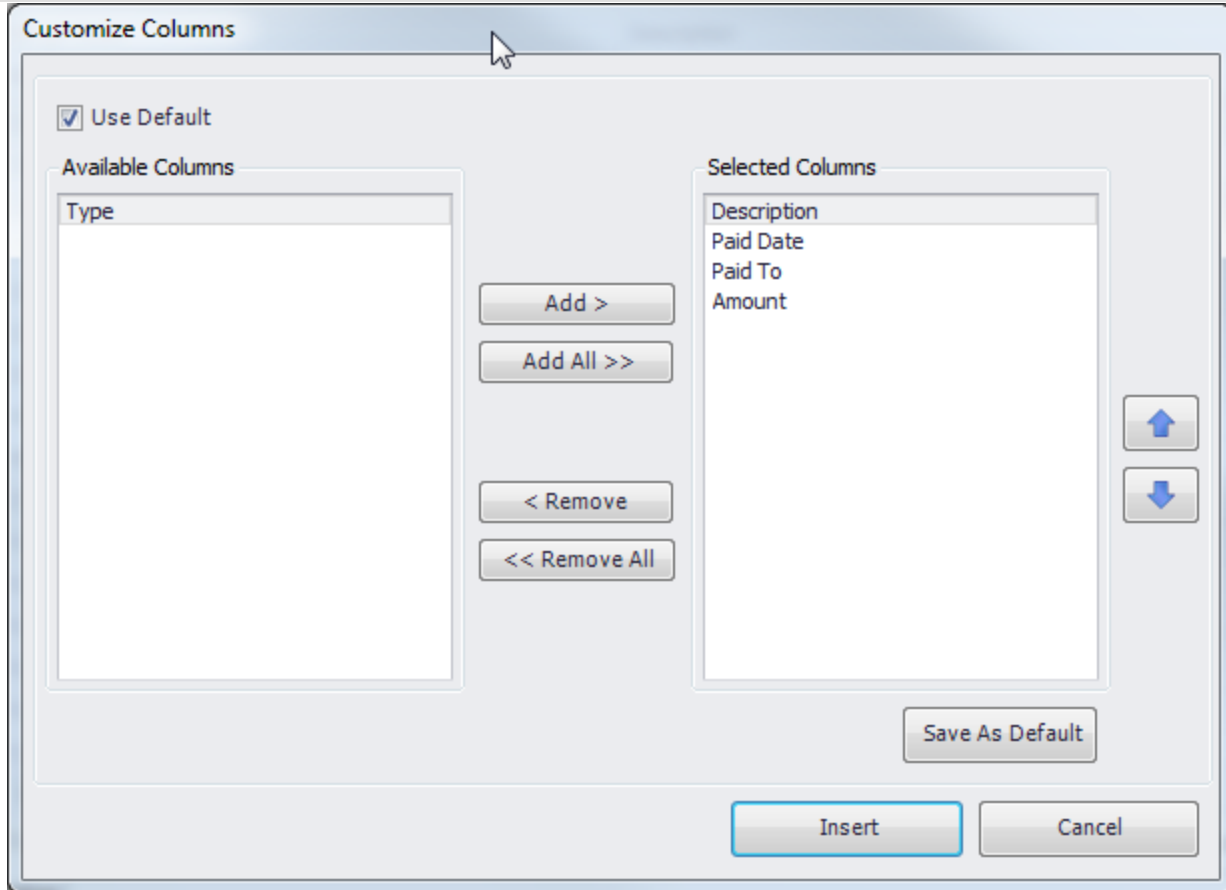 Customize Columns
Use Default
Available Columns
Type
Add >
Add All >>
< Remove
<< Remove All
Selected Columns
Description
Paid Date
Paid To
Amount
Save As Default
Insert
Cancel